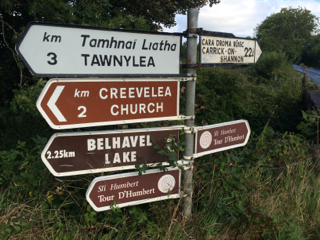 km Tamhnaí Liatha
3 TAWNYLEA
CARA DROMA RÚISC
CARRICK-ON-
SHANNON 22
km CREEVELEA
2 CHURCH
BELHAVEL
2.25km LAKE
Slí Humbert
Tour D'Humbert
Slí Humbert
Tour D'Humbert